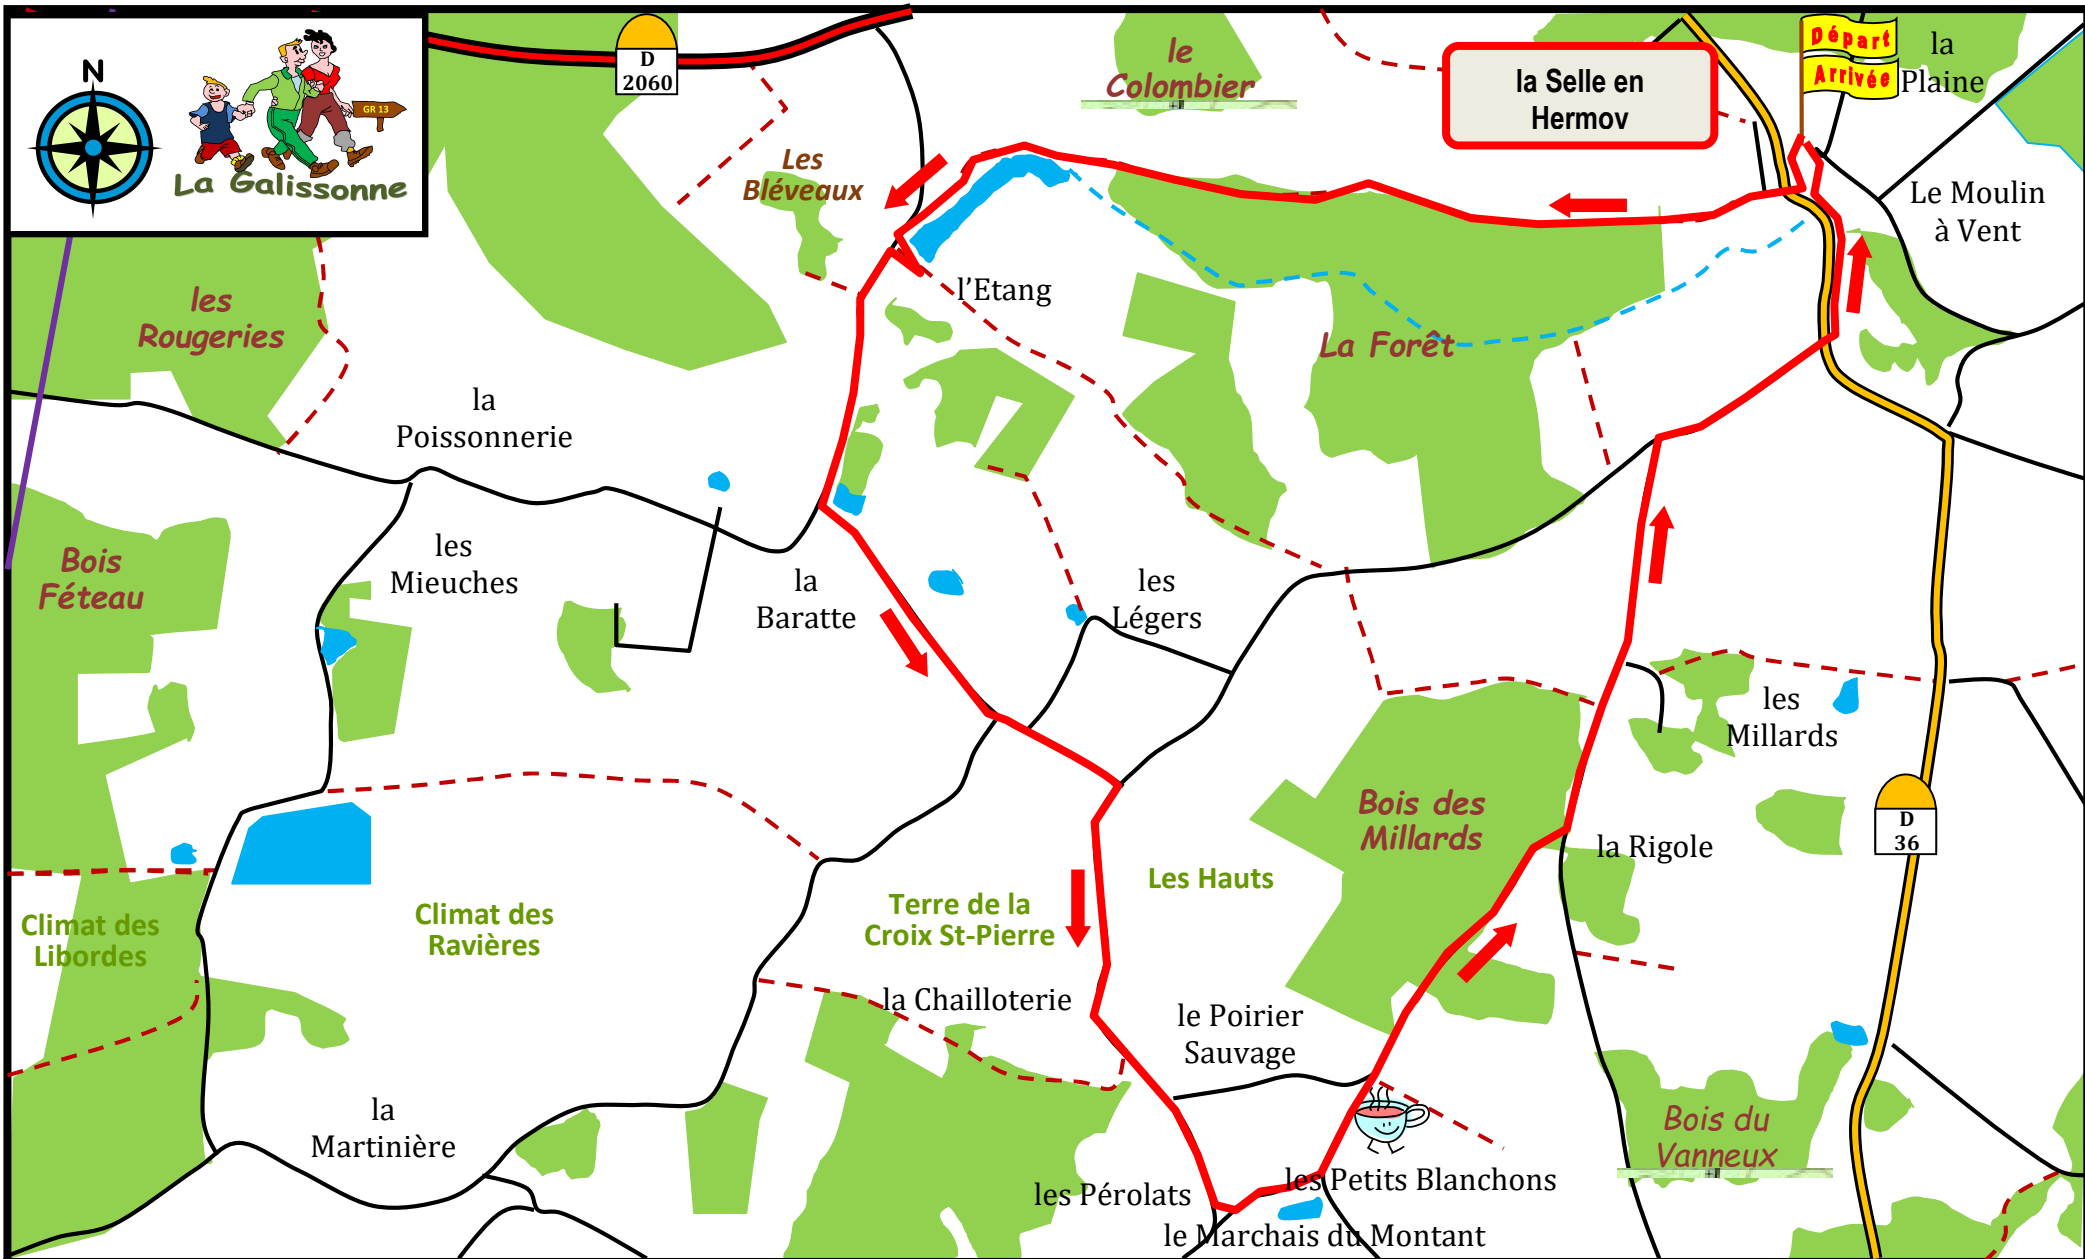 N
GR 13
La Galissonne
D
2060
le
Colombier
la Selle en
Hermoy
Départ
Arrivée
la
Plaine
Les
Bléveaux
Le Moulin
à Vent
l'Etang
les
Rougeries
La Forêt
la
Poissonnerie
Bois
Féteau
les
Mieuches
la
Baratte
les
Légers
les
Millards
Bois des
Millards
la Rigole
D
36
Les Hauts
Climat des
Libordes
Climat des
Ravières
Terre de la
Croix St-Pierre
la Chailloterie
le Poirier
Sauvage
la
Martinière
Bois du
Vanneux
les Petits Blanchons
les Pérolats
le Marchais du Montant